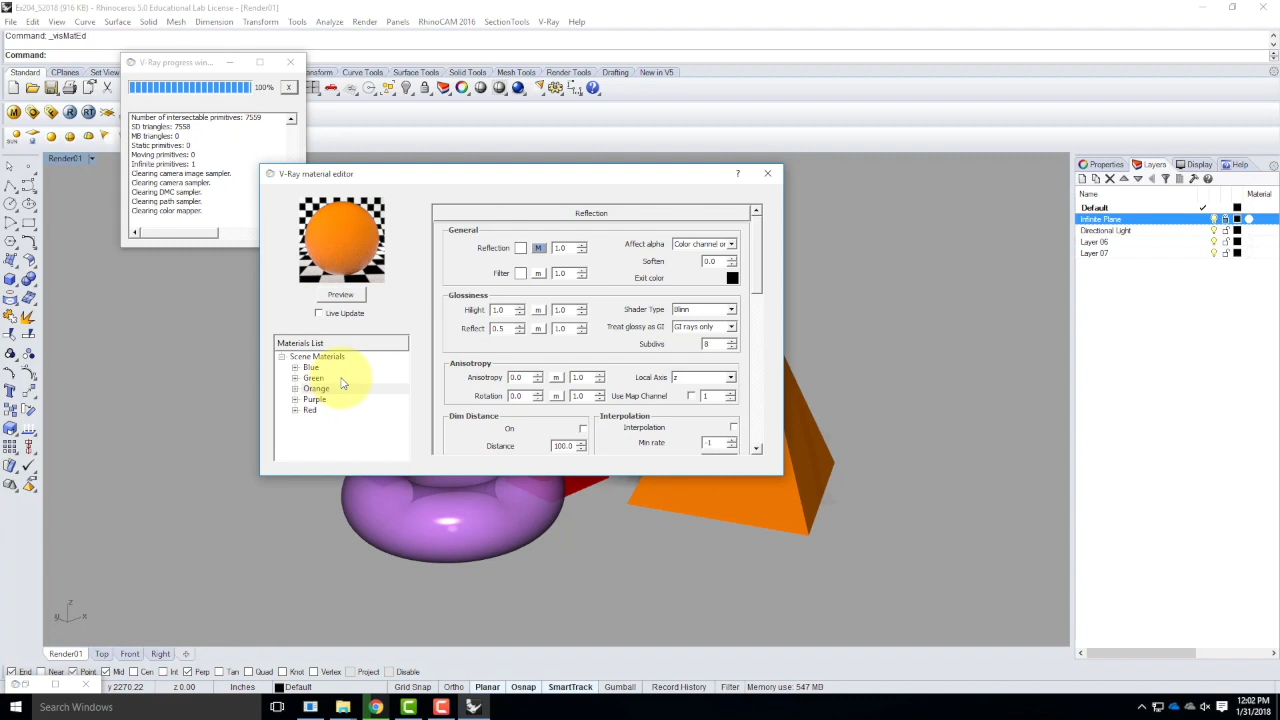 Ex204_S2018 (916 KB) - Rhinoceros 5.0 Educational Lab License - [Render01]
File Edit View Curve Surface Solid Mesh Dimension Transform Tools Analyze Render Panels RhinoCAM 2016 SectionTools V-Ray Help
Command: _visMatEd
Command:
Standard CPlanes Set View
Transform Curve Tools Surface Tools Solid Tools Mesh Tools Render Tools Drafting New in V5
V-Ray progress win...
100% X
Number of intersectable primitives: 7559
SD triangles: 7558
MB triangles: 0
Static primitives: 0
Moving primitives: 0
Infinite primitives: 1
Clearing camera image sampler.
Clearing camera sampler.
Clearing DMC sampler.
Clearing path sampler.
Clearing color mapper.
SUN
Render01
V-Ray material editor ?
Preview
Live Update
Materials List
Scene Materials
Blue
Green
Orange
Purple
Red
Reflection
General
Reflection M 1.0 Affect alpha Color channel or
Soften 0.0
Filter m 1.0 Exit color
Glossiness
Hilight 1.0 m 1.0 Shader Type Blinn
Reflect 0.5 m 1.0 Treat glossy as GI GI rays only
Subdivs 8
Anisotropy
Anisotropy 0.0 m 1.0 Local Axis z
Rotation 0.0 m 1.0 Use Map Channel 1
Dim Distance Interpolation
On Interpolation
Distance 100.0 Min rate -1
Properties Layers Display Help
Name Material
Default
Infinite Plane
Directional Light
Layer 06
Layer 07
z
y x
Render01 Top Front Right
End Near Point Mid Cen Int Perp Tan Quad Knot Vertex Project Disable
y 2270.22 z 0.00 Inches Default Grid Snap Ortho Planar Osnap SmartTrack Gumball Record History Filter Memory use: 547 MB
Search Windows
12:02 PM
1/31/2018